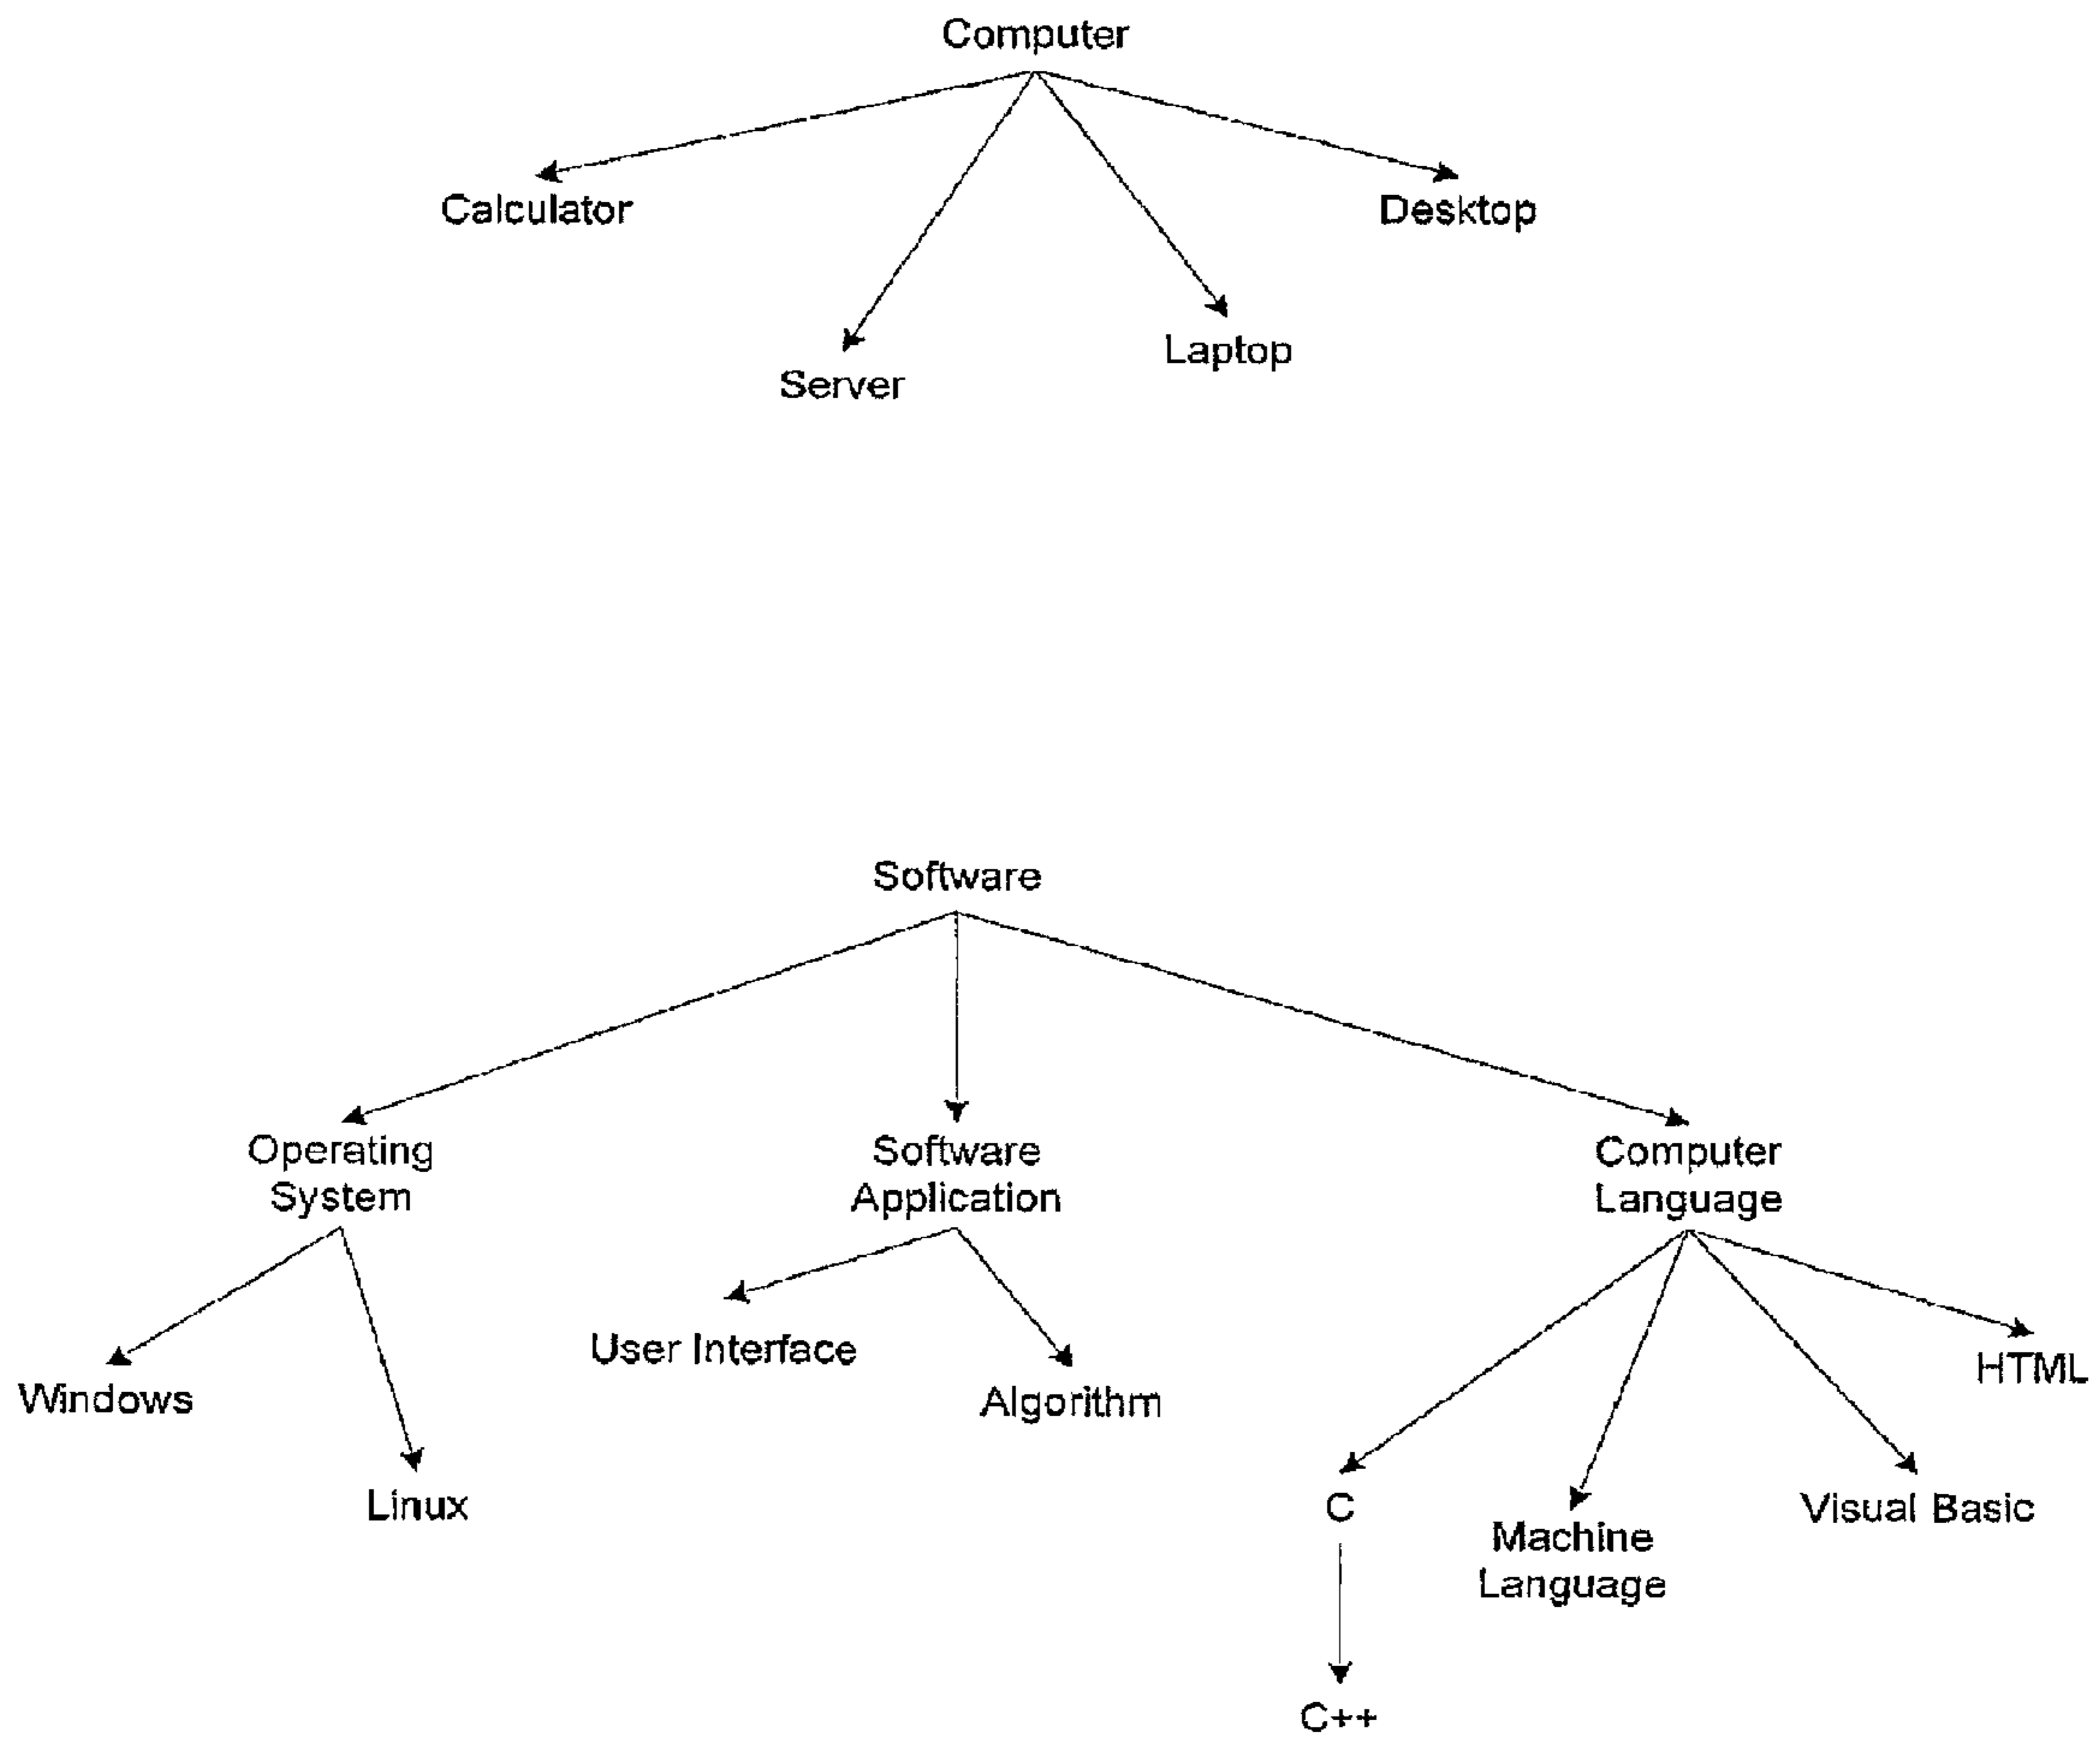 Computer
Calculator
Desktop
Server
Laptop
Software
Operating
System
Software
Application
Computer
Language
Windows
Linux
User Interface
Algorithm
C
Machine
Language
Visual Basic
HTML
C++